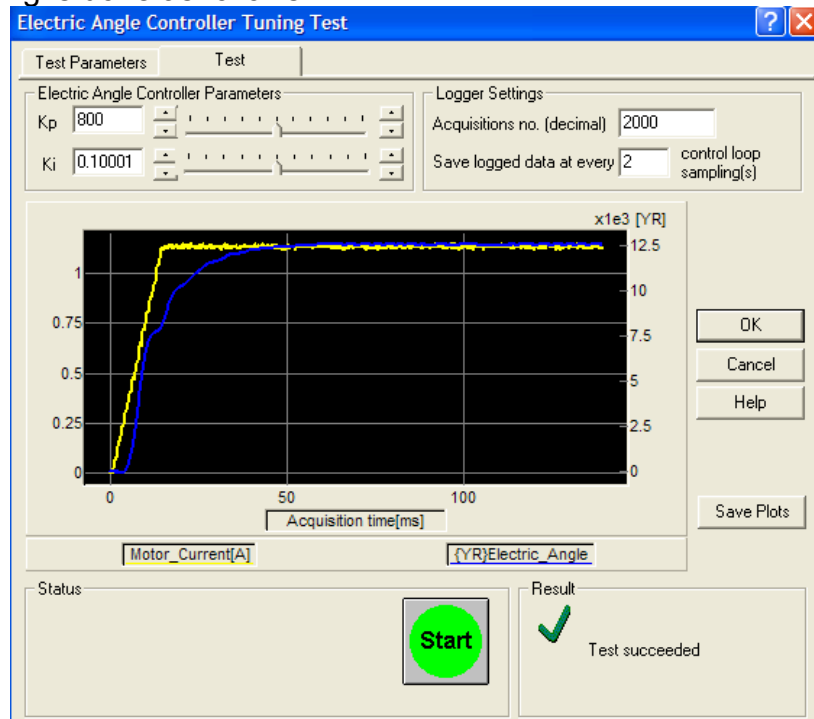 Electric Angle Controller Tuning Test
Test Parameters
Test
Electric Angle Controller Parameters
Kp 800
Ki 0.10001
Logger Settings
Acquisitions no. (decimal) 2000
Save logged data at every 2 control loop sampling(s)
x1e3 [YR]
1
0.75
0.5
0.25
0
12.5
10
7.5
5
2.5
0
0 50 100
Acquisition time[ms]
Motor_Current[A]
{YR}Electric_Angle
OK
Cancel
Help
Save Plots
Status
Start
Result
Test succeeded